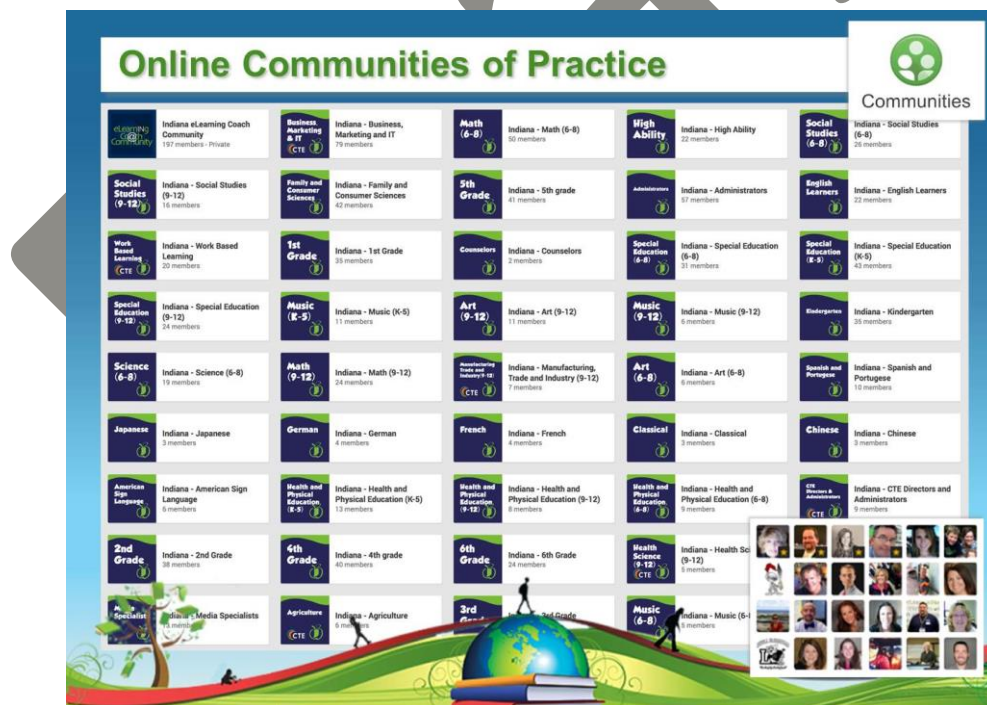 Online Communities of Practice
Communities
eLearning
Coach
Community
Indiana eLearning Coach
Community
197 members - Private
Business,
Marketing
& IT
CTE
Indiana - Business,
Marketing and IT
79 members
Math
(6-8)
Indiana - Math (6-8)
50 members
High
Ability
Indiana - High Ability
22 members
Social
Studies
(6-8)
Indiana - Social Studies
(6-8)
26 members
Social
Studies
(9-12)
Indiana - Social Studies
(9-12)
16 members
Family and
Consumer
Sciences
Indiana - Family and
Consumer Sciences
42 members
5th
Grade
Indiana - 5th grade
41 members
Administrators
Indiana - Administrators
57 members
English
Learners
Indiana - English Learners
22 members
Work
Based
Learning
CTE
Indiana - Work Based
Learning
20 members
1st
Grade
Indiana - 1st Grade
35 members
Counselors
Indiana - Counselors
2 members
Special
Education
(6-8)
Indiana - Special Education
(6-8)
31 members
Special
Education
(K-5)
Indiana - Special Education
(K-5)
43 members
Special
Education
(9-12)
Indiana - Special Education
(9-12)
24 members
Music
(K-5)
Indiana - Music (K-5)
11 members
Art
(9-12)
Indiana - Art (9-12)
11 members
Music
(9-12)
Indiana - Music (9-12)
6 members
Kindergarten
Indiana - Kindergarten
35 members
Science
(6-8)
Indiana - Science (6-8)
19 members
Math
(9-12)
Indiana - Math (9-12)
24 members
Manufacturing
Trade and
Industry(9-12)
CTE
Indiana - Manufacturing,
Trade and Industry (9-12)
7 members
Art
(6-8)
Indiana - Art (6-8)
6 members
Spanish and
Portugese
Indiana - Spanish and
Portugese
10 members
Japanese
Indiana - Japanese
3 members
German
Indiana - German
4 members
French
Indiana - French
4 members
Classical
Indiana - Classical
3 members
Chinese
Indiana - Chinese
3 members
American
Sign
Language
Indiana - American Sign
Language
6 members
Health and
Physical
Education
(K-5)
Indiana - Health and
Physical Education (K-5)
13 members
Health and
Physical
Education
(9-12)
Indiana - Health and
Physical Education (9-12)
8 members
Health and
Physical
Education
(6-8)
Indiana - Health and
Physical Education (6-8)
9 members
CTE
Directors &
Administrators
CTE
Indiana - CTE Directors and
Administrators
9 members
2nd
Grade
Indiana - 2nd Grade
38 members
4th
Grade
Indiana - 4th grade
40 members
6th
Grade
Indiana - 6th Grade
24 members
Health
Science
(9-12)
CTE
Indiana - Health Sci
(9-12)
5 members
Specialist
Indiana - Media Specialists
members
Agriculture
CTE
Indiana - Agriculture
6 members
3rd
3rd Grade
Music
(6-8)
Indiana - Music (6-
members